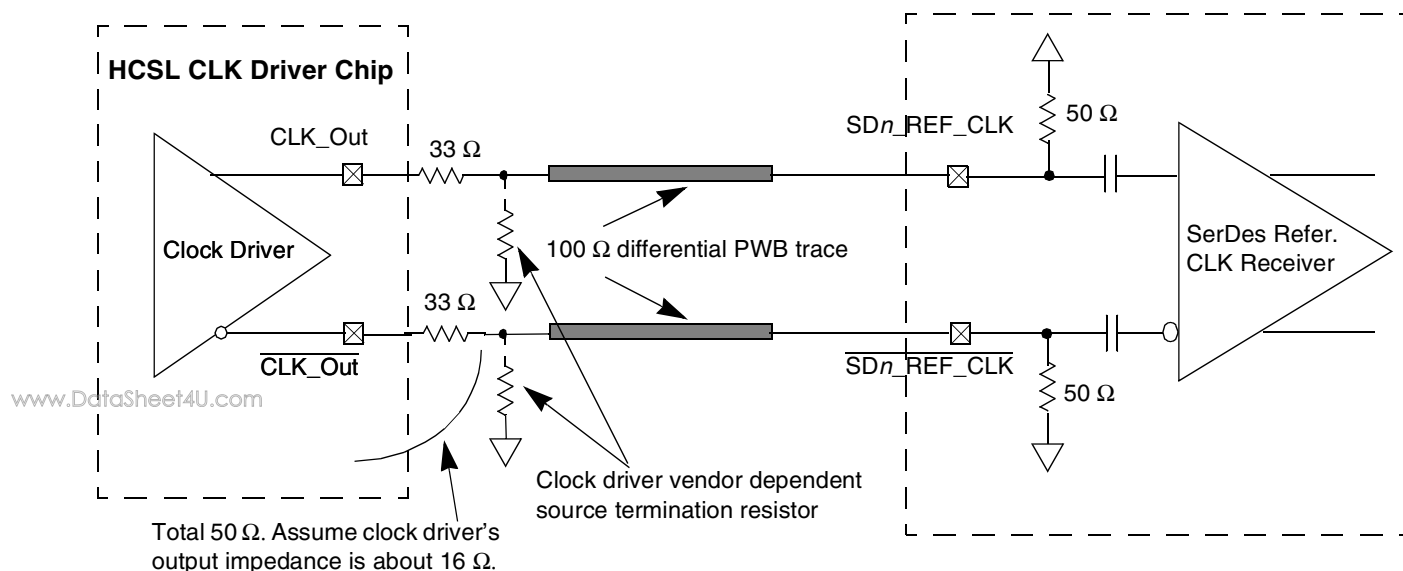 HCSL CLK Driver Chip
CLK_Out
33 Ω
SDn_REF_CLK
50 Ω
Clock Driver
100 Ω differential PWB trace
SerDes Refer.
CLK Receiver
33 Ω
CLK_Out
SDn_REF_CLK
50 Ω
www.DataSheet4U.com
Clock driver vendor dependent
source termination resistor
Total 50 Ω. Assume clock driver's
output impedance is about 16 Ω.